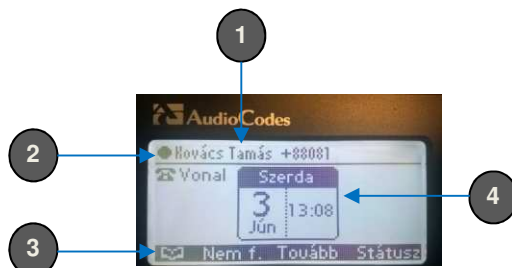 1
AudioCodes
2
Kovács Tamás +88081
Vonal
Szerda
4
3 13:08
Jún
3
Nem f. Tovább Státusz